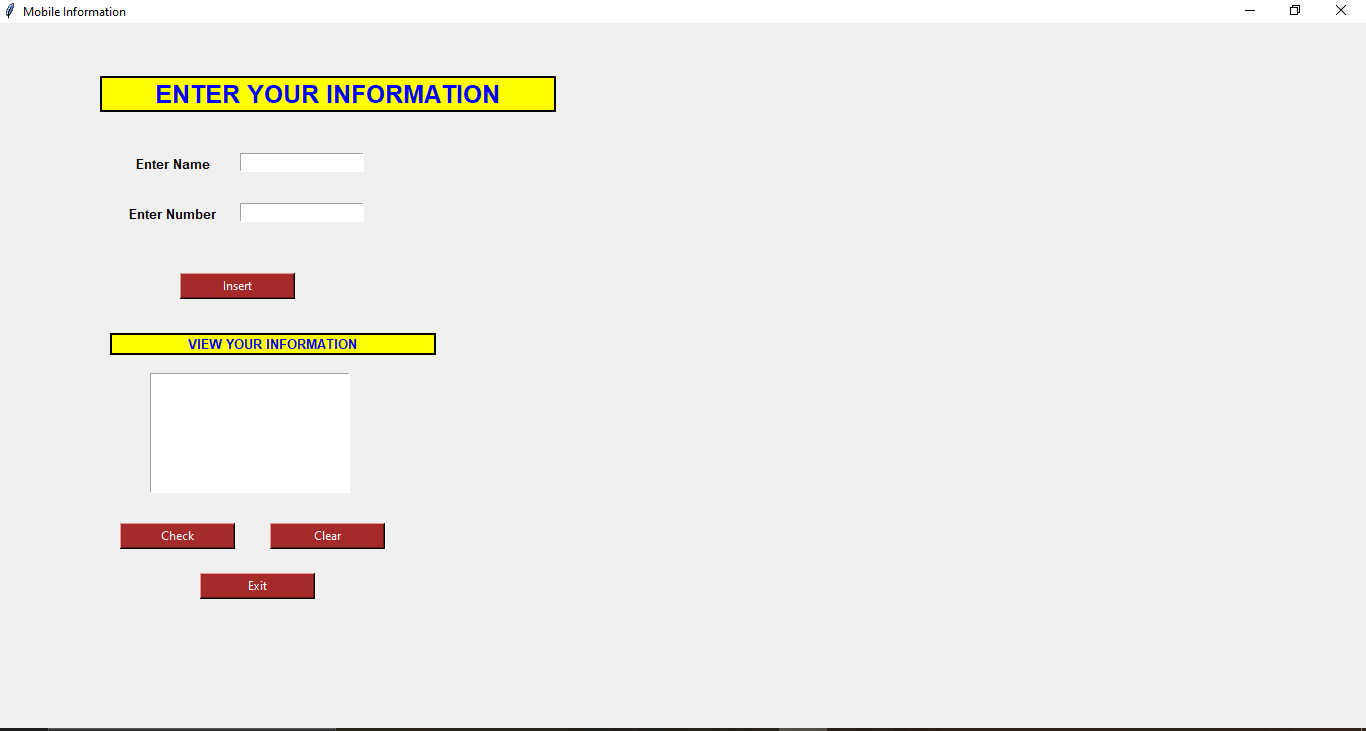 Mobile Information
ENTER YOUR INFORMATION
Enter Name
Enter Number
Insert
VIEW YOUR INFORMATION
Check
Clear
Exit